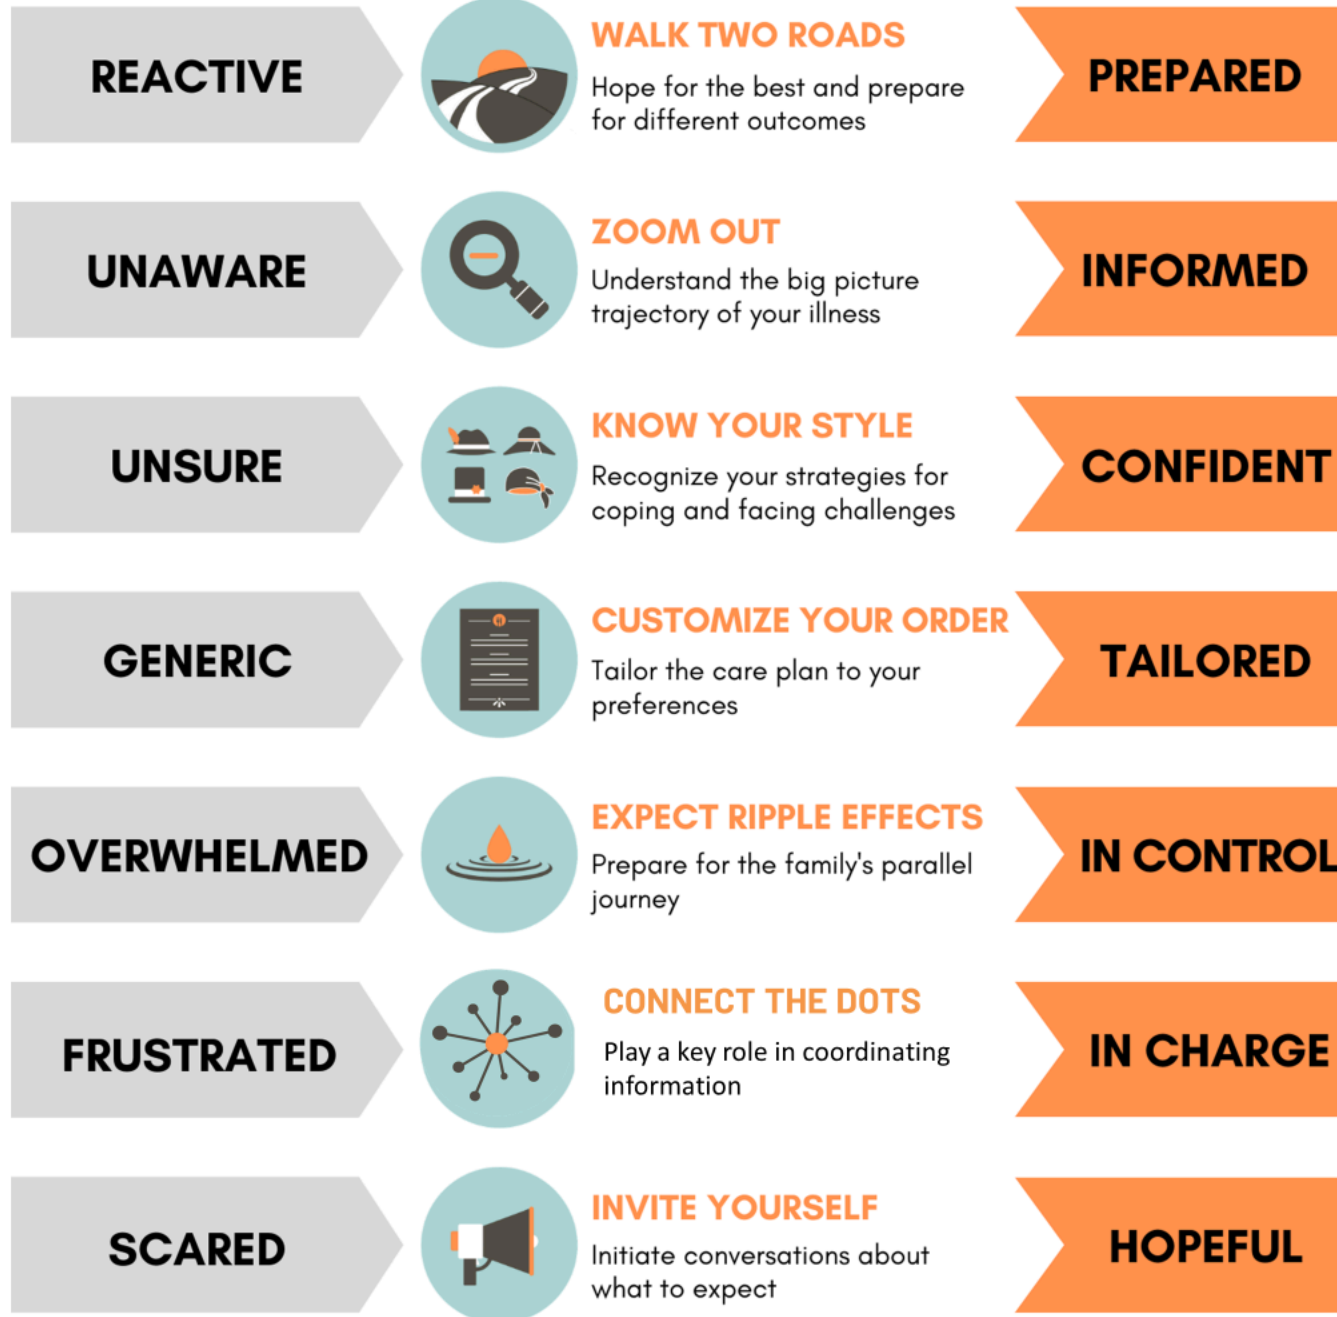 REACTIVE
WALK TWO ROADS
Hope for the best and prepare
for different outcomes
PREPARED
UNAWARE
ZOOM OUT
Understand the big picture
trajectory of your illness
INFORMED
UNSURE
KNOW YOUR STYLE
Recognize your strategies for
coping and facing challenges
CONFIDENT
GENERIC
CUSTOMIZE YOUR ORDER
Tailor the care plan to your
preferences
TAILORED
OVERWHELMED
EXPECT RIPPLE EFFECTS
Prepare for the family's parallel
journey
IN CONTROL
FRUSTRATED
CONNECT THE DOTS
Play a key role in coordinating
information
IN CHARGE
SCARED
INVITE YOURSELF
Initiate conversations about
what to expect
HOPEFUL